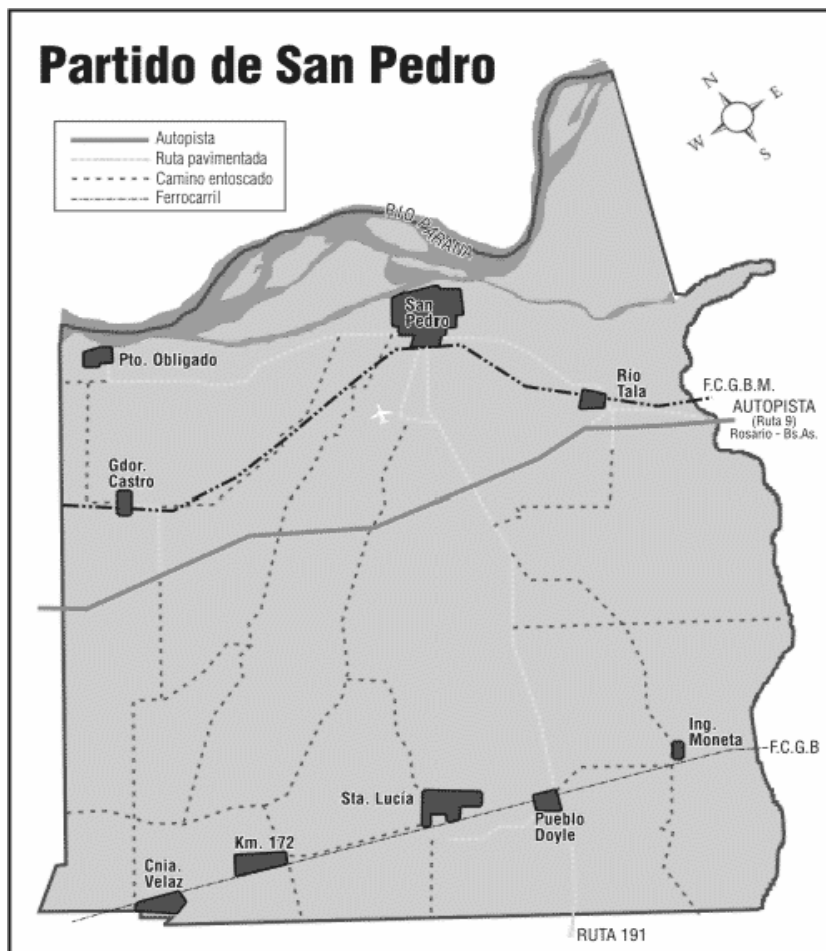 Partido de San Pedro
N
E
W
S
Autopista
Ruta pavimentada
Camino entoscado
Ferrocarril
RIO PARANA
San
Pedro
Pto. Obligado
Río
Tala
F.C.G.B.M.
AUTOPISTA
(Ruta 9)
Rosario - Bs.As.
Gdor.
Castro
Ing.
Moneta
F.C.G.B
Sta. Lucía
Pueblo
Doyle
Km. 172
Cnia.
Velaz
RUTA 191